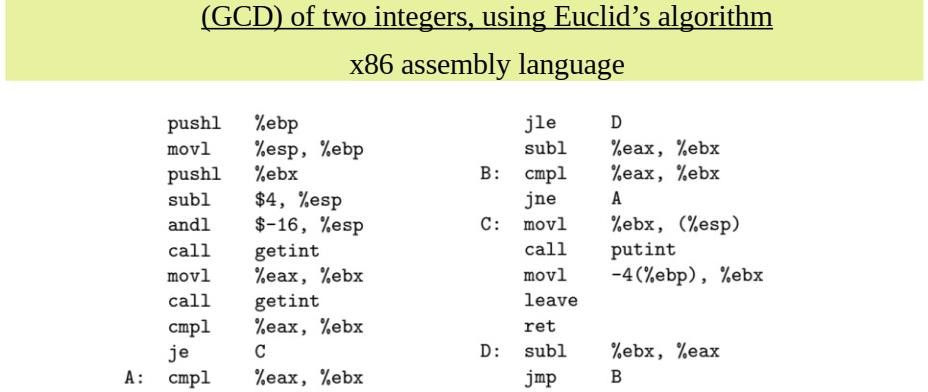 (GCD) of two integers, using Euclid’s algorithm
x86 assembly language
pushl %ebp
movl %esp, %ebp
pushl %ebx
subl $4, %esp
andl $-16, %esp
call getint
movl %eax, %ebx
call getint
cmpl %eax, %ebx
je C
A: cmpl %eax, %ebx
jle D
subl %eax, %ebx
B: cmpl %eax, %ebx
jne A
C: movl %ebx, (%esp)
call putint
movl -4(%ebp), %ebx
leave
ret
D: subl %ebx, %eax
jmp B